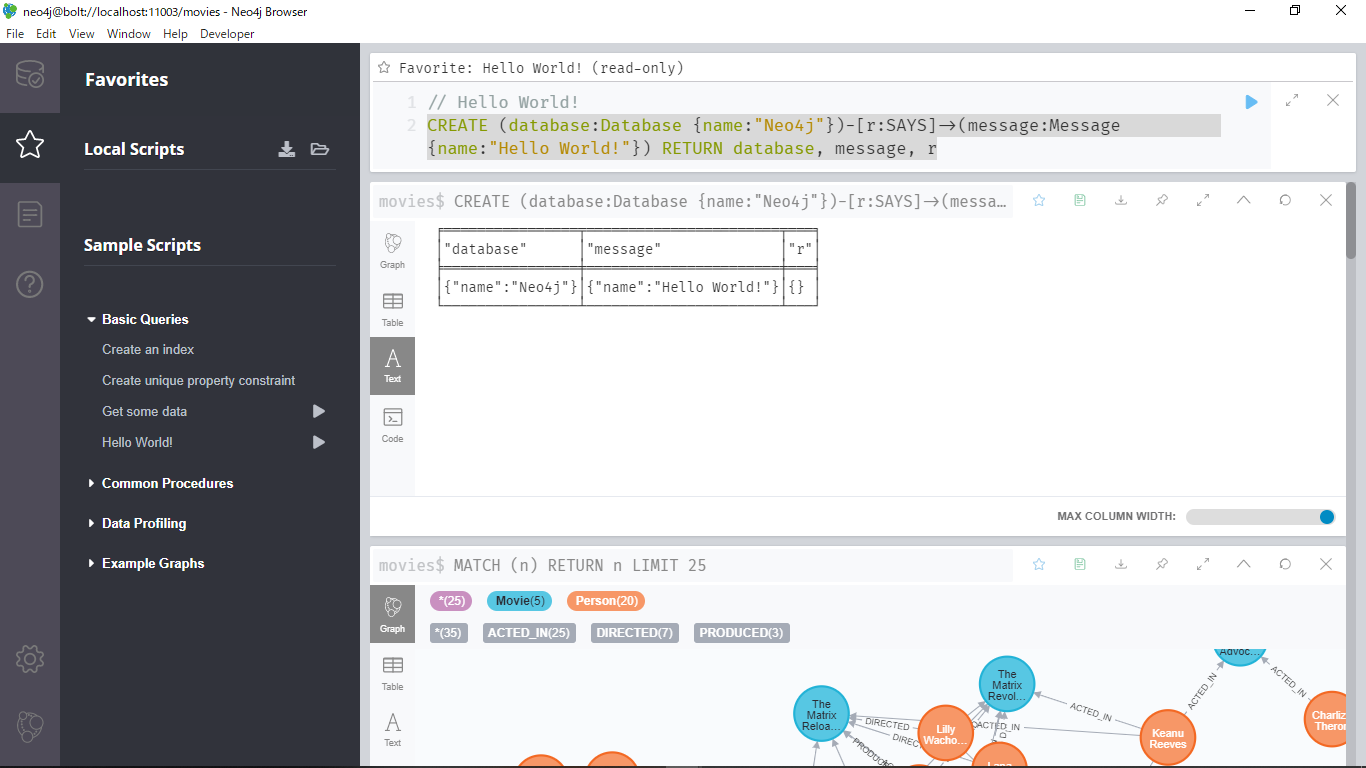 neo4j@bolt://localhost:11003/movies - Neo4j Browser
File Edit View Window Help Developer
Favorites
Local Scripts
Sample Scripts
Basic Queries
Create an index
Create unique property constraint
Get some data
Hello World!
Common Procedures
Data Profiling
Example Graphs
Favorite: Hello World! (read-only)
1 // Hello World!
2 CREATE (database:Database {name:"Neo4j"})-[r:SAYS]->(message:Message
{name:"Hello World!"}) RETURN database, message, r
movies$ CREATE (database:Database {name:"Neo4j"})-[r:SAYS]->(messa…
Graph
Table
Text
Code
"database" "message" "r"
{"name":"Neo4j"} {"name":"Hello World!"} {}
MAX COLUMN WIDTH:
movies$ MATCH (n) RETURN n LIMIT 25
Graph
Table
Text
*(25) Movie(5) Person(20)
*(35) ACTED_IN(25) DIRECTED(7) PRODUCED(3)
Advoc…
The
Matrix
Revol…
The
Matrix
Reloa…
Lilly
Wacho…
Keanu
Reeves
Lana
DIRECTED
ACTED_IN
ACTED_IN
ACTED_IN
ACTED_IN